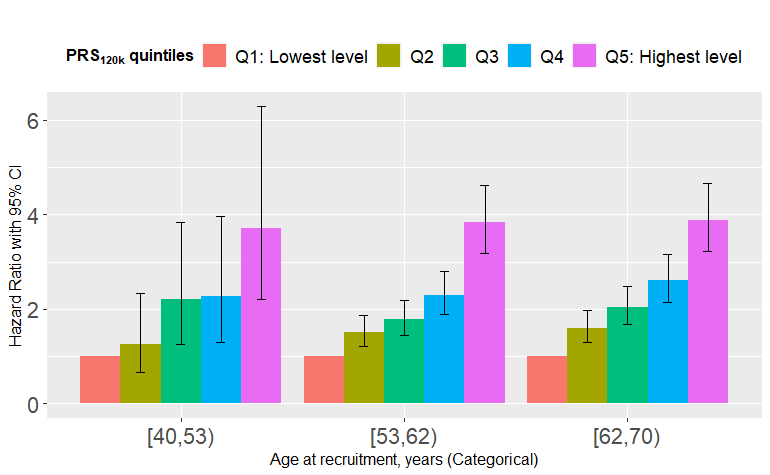 PRS120k quintiles Q1: Lowest level Q2 Q3 Q4 Q5: Highest level
Hazard Ratio with 95% CI
6
4
2
0
[40,53) [53,62) [62,70)
Age at recruitment, years (Categorical)